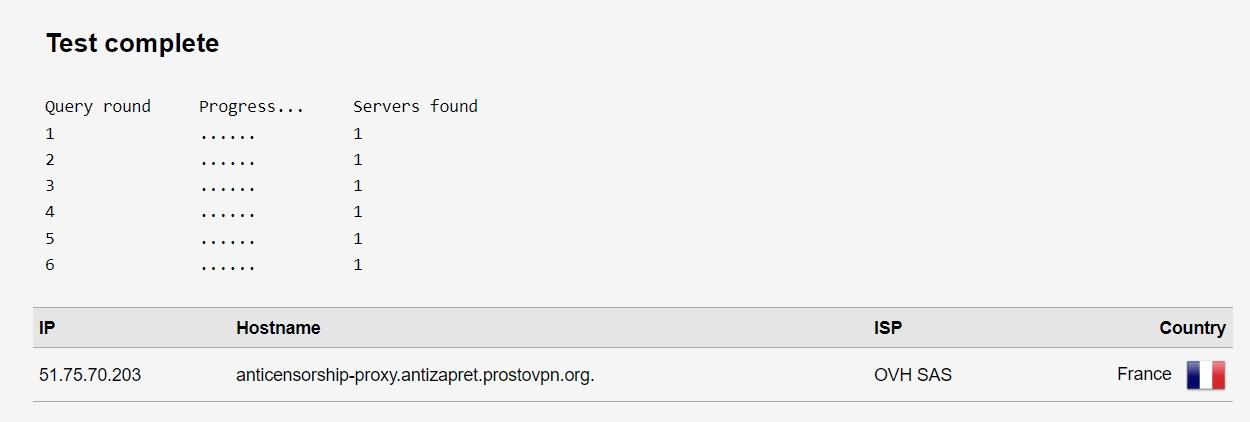 Test complete
Query round Progress... Servers found
1 ...... 1
2 ...... 1
3 ...... 1
4 ...... 1
5 ...... 1
6 ...... 1
IP Hostname ISP Country
51.75.70.203 anticensorship-proxy.antizapret.prostovpn.org. OVH SAS France